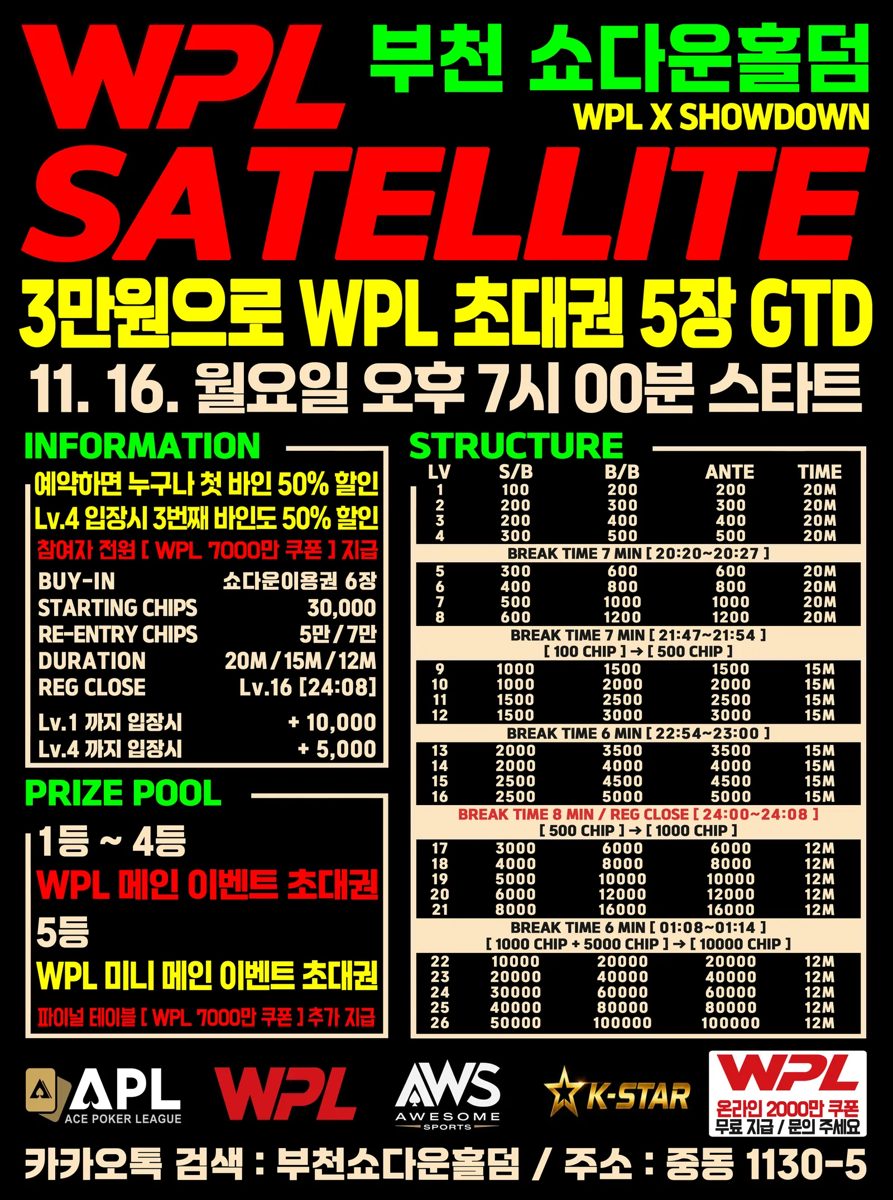 WPL
부천 쇼다운홀덤
WPL X SHOWDOWN
SATELLITE
3만원으로 WPL 초대권 5장 GTD
11. 16. 월요일 오후 7시 00분 스타트
INFORMATION
예약하면 누구나 첫 바인 50% 할인
Lv.4 입장시 3번째 바인도 50% 할인
참여자 전원 [ WPL 7000만 쿠폰 ] 지급
BUY-IN 쇼다운이용권 6장
STARTING CHIPS 30,000
RE-ENTRY CHIPS 5만 / 7만
DURATION 20M / 15M / 12M
REG CLOSE Lv.16 [24:08]
Lv.1 까지 입장시 + 10,000
Lv.4 까지 입장시 + 5,000
PRIZE POOL
1등 ~ 4등
WPL 메인 이벤트 초대권
5등
WPL 미니 메인 이벤트 초대권
파이널 테이블 [ WPL 7000만 쿠폰 ] 추가 지급
STRUCTURE
LV S/B B/B ANTE TIME
1 100 200 200 20M
2 200 300 300 20M
3 200 400 400 20M
4 300 500 500 20M
BREAK TIME 7 MIN [ 20:20~20:27 ]
5 300 600 600 20M
6 400 800 800 20M
7 500 1000 1000 20M
8 600 1200 1200 20M
BREAK TIME 7 MIN [ 21:47~21:54 ]
[ 100 CHIP ] → [ 500 CHIP ]
9 1000 1500 1500 15M
10 1000 2000 2000 15M
11 1500 2500 2500 15M
12 1500 3000 3000 15M
BREAK TIME 6 MIN [ 22:54~23:00 ]
13 2000 3500 3500 15M
14 2000 4000 4000 15M
15 2500 4500 4500 15M
16 2500 5000 5000 15M
BREAK TIME 8 MIN / REG CLOSE [ 24:00~24:08 ]
[ 500 CHIP ] → [ 1000 CHIP ]
17 3000 6000 6000 12M
18 4000 8000 8000 12M
19 5000 10000 10000 12M
20 6000 12000 12000 12M
21 8000 16000 16000 12M
BREAK TIME 6 MIN [ 01:08~01:14 ]
[ 1000 CHIP + 5000 CHIP ] → [ 10000 CHIP ]
22 10000 20000 20000 12M
23 20000 40000 40000 12M
24 30000 60000 60000 12M
25 40000 80000 80000 12M
26 50000 100000 100000 12M
APL
ACE POKER LEAGUE
WPL
AWS
AWESOME
SPORTS
K-STAR
WPL
온라인 2000만 쿠폰
무료 지급 / 문의 주세요
카카오톡 검색 : 부천쇼다운홀덤 / 주소 : 중동 1130-5